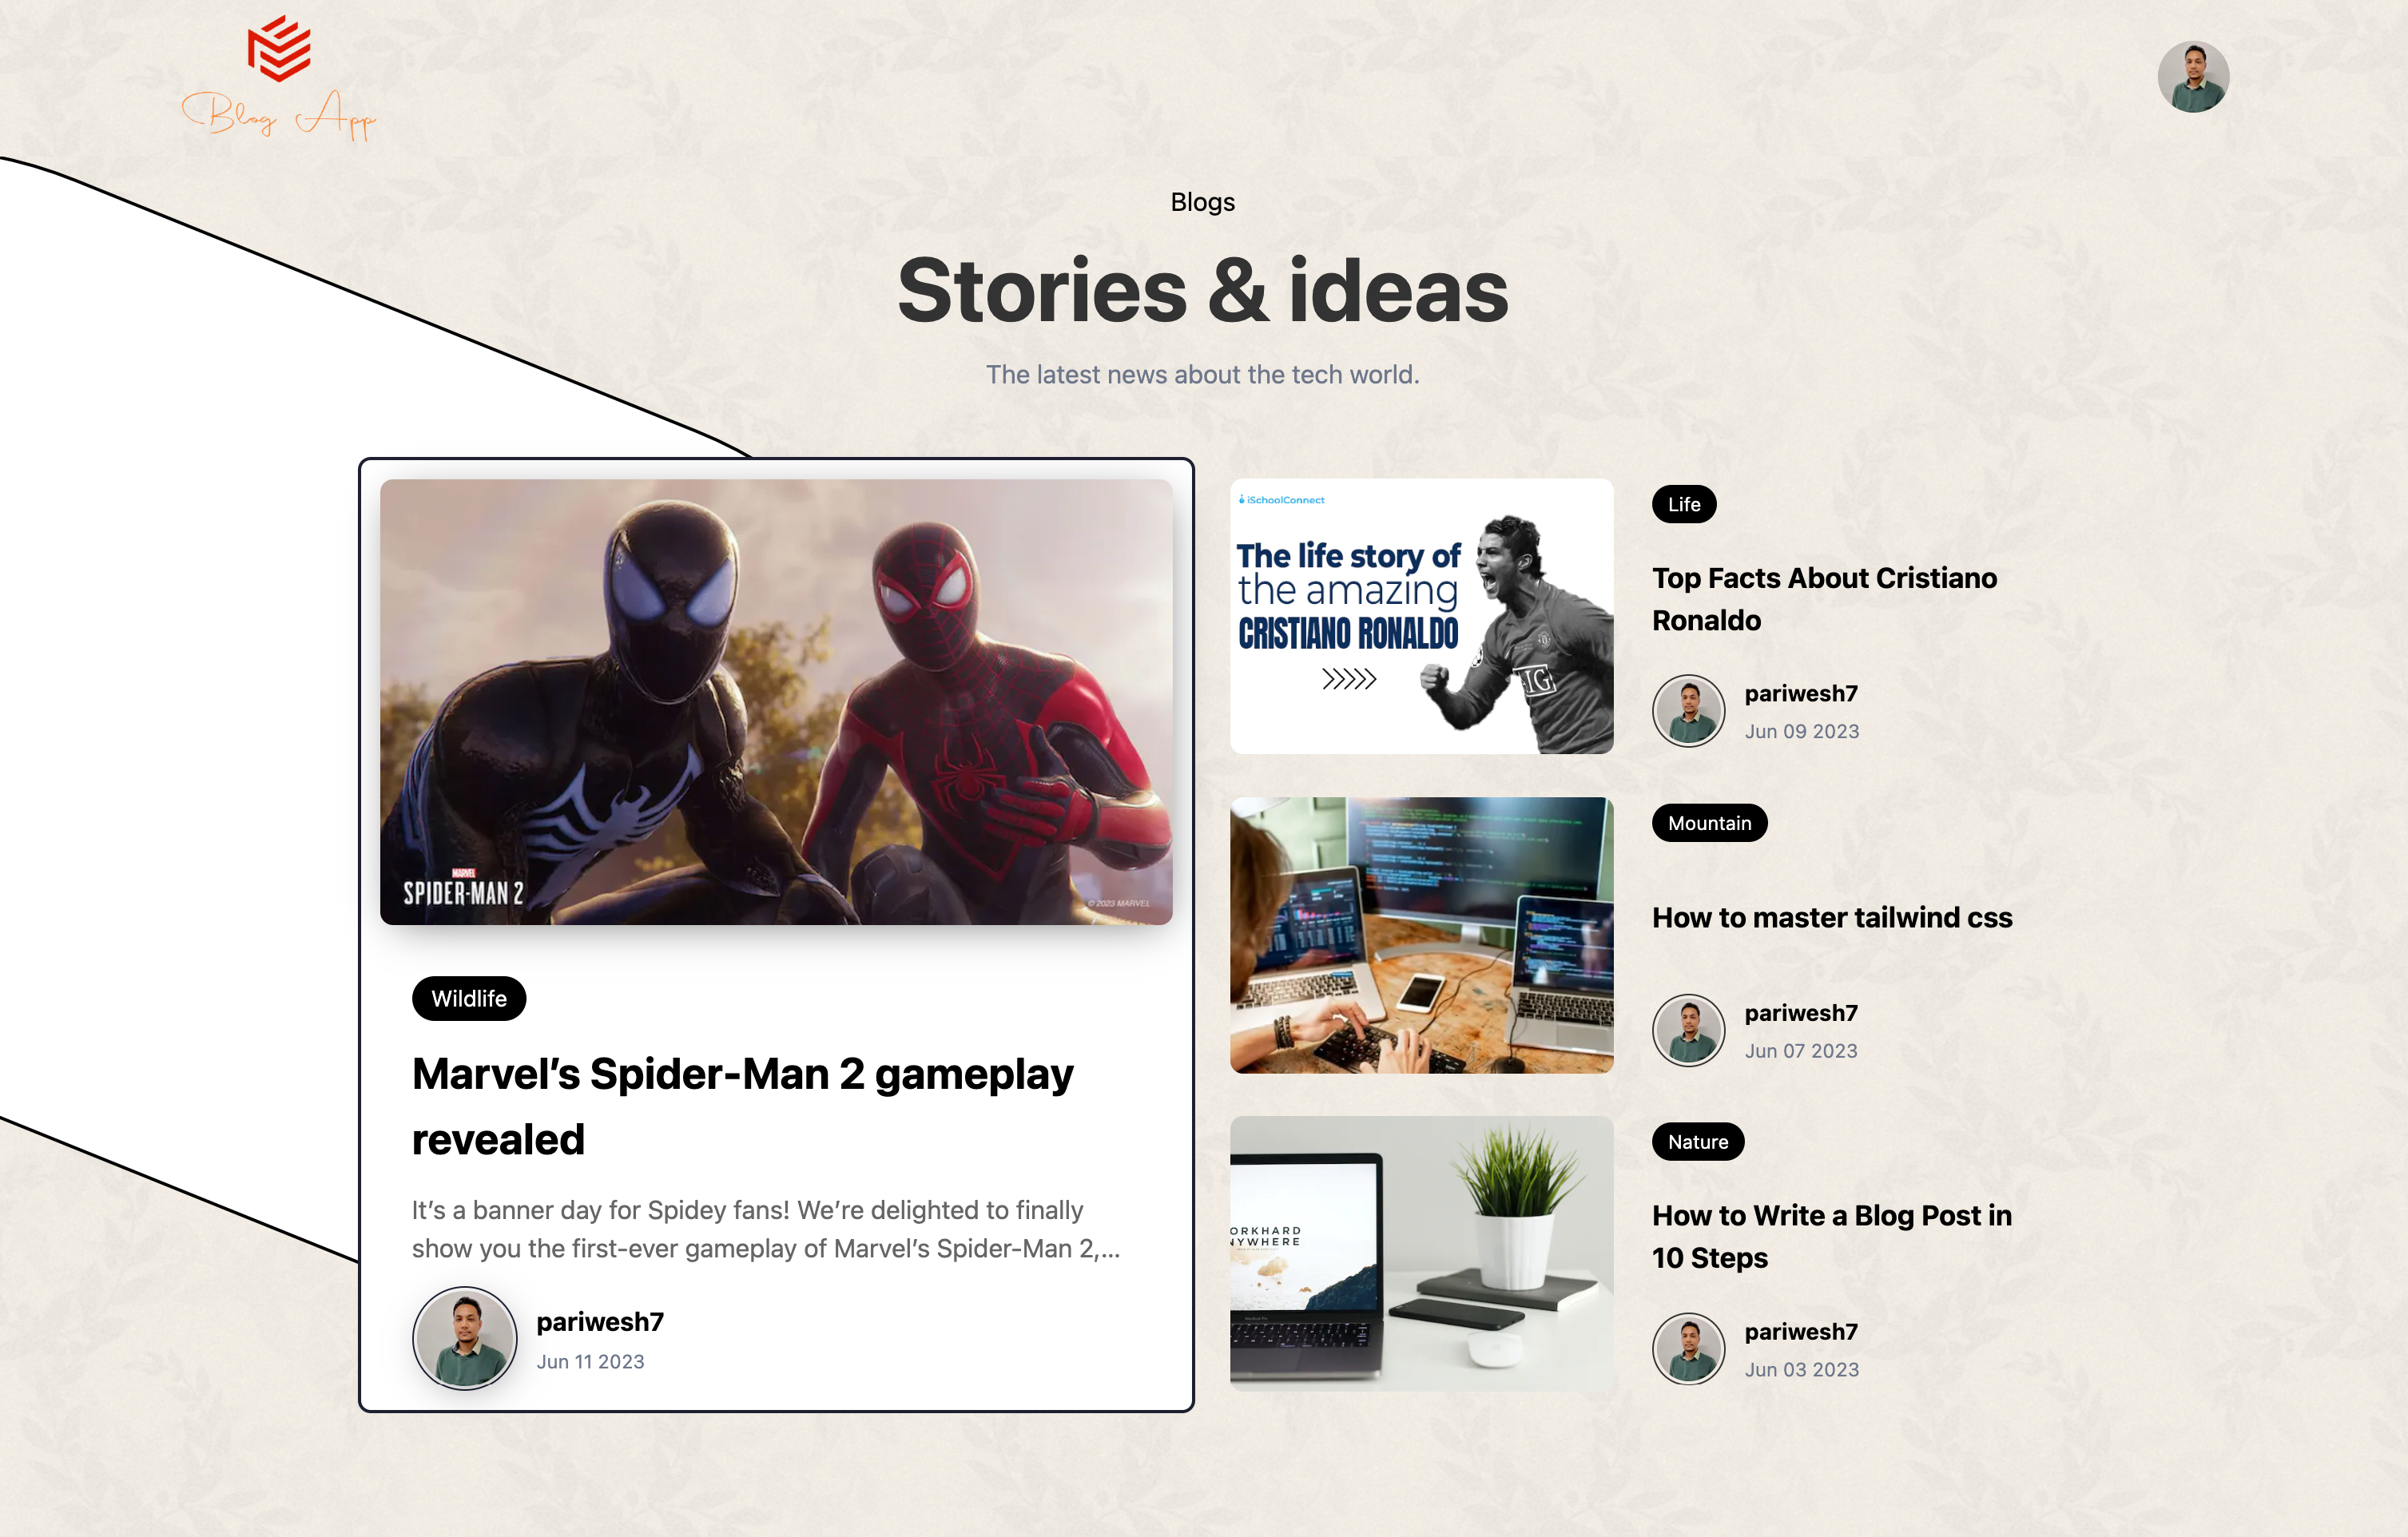 Blog App
Blogs
Stories & ideas
The latest news about the tech world.
MARVEL
SPIDER-MAN 2
© 2023 MARVEL
Wildlife
Marvel’s Spider-Man 2 gameplay
revealed
It’s a banner day for Spidey fans! We’re delighted to finally
show you the first-ever gameplay of Marvel’s Spider-Man 2,...
pariwesh7
Jun 11 2023
iSchoolConnect
The life story of
the amazing
CRISTIANO RONALDO
IG
Life
Top Facts About Cristiano
Ronaldo
pariwesh7
Jun 09 2023
Mountain
How to master tailwind css
pariwesh7
Jun 07 2023
ORKHARD
NYWHERE
Nature
How to Write a Blog Post in
10 Steps
pariwesh7
Jun 03 2023